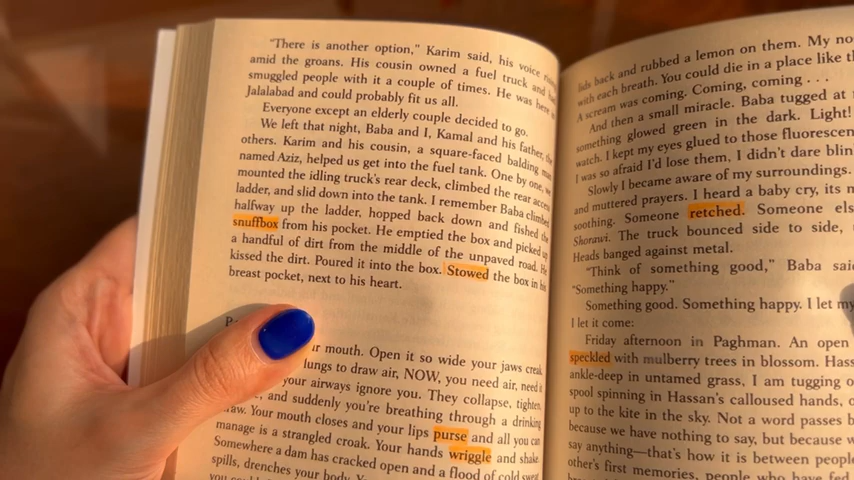 "There is another option," Karim said, his voice rising
amid the groans. His cousin owned a fuel truck and had
smuggled people with it a couple of times. He was here in
Jalalabad and could probably fit us all.
Everyone except an elderly couple decided to go.
We left that night, Baba and I, Kamal and his father, the
others. Karim and his cousin, a square-faced balding man
named Aziz, helped us get into the fuel tank. One by one, we
mounted the idling truck's rear deck, climbed the rear access
ladder, and slid down into the tank. I remember Baba climbed
halfway up the ladder, hopped back down and fished the
snuffbox from his pocket. He emptied the box and picked up
a handful of dirt from the middle of the unpaved road. He
kissed the dirt. Poured it into the box. Stowed the box in his
breast pocket, next to his heart.
mouth. Open it so wide your jaws creak
lungs to draw air, NOW, you need air, need it
your airways ignore you. They collapse, tighten,
and suddenly you're breathing through a drinking
Your mouth closes and your lips purse and all you can
manage is a strangled croak. Your hands wriggle and shake.
Somewhere a dam has cracked open and a flood of cold sweat
spills, drenches your body. You
lids back and rubbed a lemon on them. My no
with each breath. You could die in a place like
A scream was coming. Coming, coming . . .
And then a small miracle. Baba tugged at
something glowed green in the dark. Light!
watch. I kept my eyes glued to those fluorescen
I was so afraid I'd lose them, I didn't dare blin
Slowly I became aware of my surroundings.
and muttered prayers. I heard a baby cry, its m
soothing. Someone retched. Someone els
Shorawi. The truck bounced side to side,
Heads banged against metal.
"Think of something good," Baba said
"Something happy."
Something good. Something happy. I let my
I let it come:
Friday afternoon in Paghman. An open
speckled with mulberry trees in blossom. Hass
ankle-deep in untamed grass, I am tugging o
spool spinning in Hassan's calloused hands,
up to the kite in the sky. Not a word passes b
because we have nothing to say, but because w
say anything—that's how it is between people
other's first memories, people who have fed